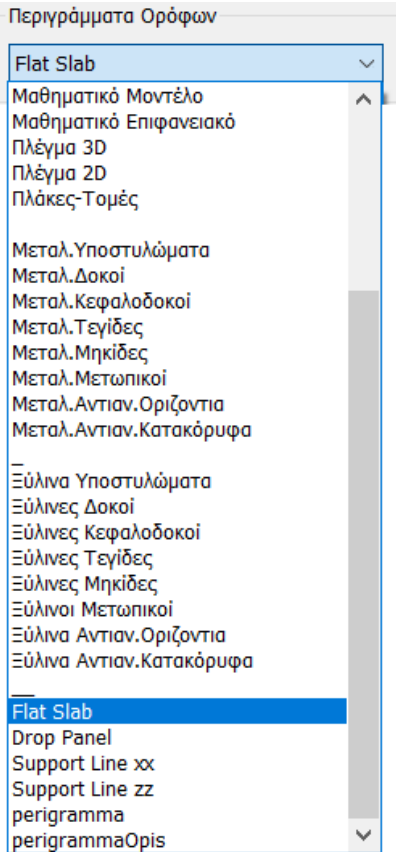 Περιγράμματα Ορόφων
Flat Slab
Μαθηματικό Μοντέλο
Μαθηματικό Επιφανειακό
Πλέγμα 3D
Πλέγμα 2D
Πλάκες-Τομές
Μεταλ.Υποστυλώματα
Μεταλ.Δοκοί
Μεταλ.Κεφαλοδοκοί
Μεταλ.Τεγίδες
Μεταλ.Μηκίδες
Μεταλ.Μετωπικοί
Μεταλ.Αντιαν.Οριζοντια
Μεταλ.Αντιαν.Κατακόρυφα
_
Ξύλινα Υποστυλώματα
Ξύλινες Δοκοί
Ξύλινες Κεφαλοδοκοί
Ξύλινες Τεγίδες
Ξύλινες Μηκίδες
Ξύλινοι Μετωπικοί
Ξύλινα Αντιαν.Οριζοντια
Ξύλινα Αντιαν.Κατακόρυφα
__
Flat Slab
Drop Panel
Support Line xx
Support Line zz
perigramma
perigrammaOpis